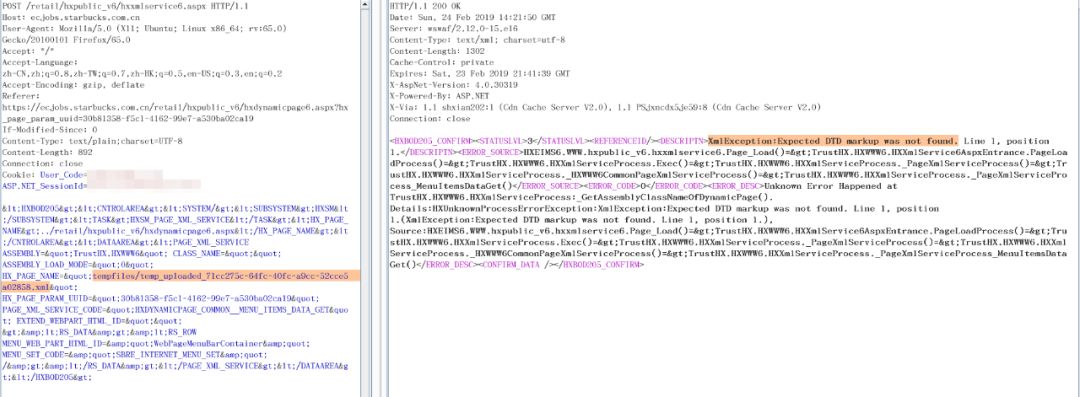 POST /retail/hxpublic_v6/hxxmlservice6.aspx HTTP/1.1
Host: ecjobs.starbucks.com.cn
User-Agent: Mozilla/5.0 (X11; Ubuntu; Linux x86_64; rv:65.0)
Gecko/20100101 Firefox/65.0
Accept: "/"
Accept-Language:
zh-CN,zh;q=0.8,zh-TW;q=0.7,zh-HK;q=0.5,en-US;q=0.3,en;q=0.2
Accept-Encoding: gzip, deflate
Referer:
https://ecjobs.starbucks.com.cn/retail/hxpublic_v6/hxdynamicpage6.aspx?hx
_page_param_uuid=30b81358-f5c1-4162-99e7-a530ba02ca19
If-Modified-Since: 0
Content-Type: text/plain;charset=UTF-8
Content-Length: 892
Connection: close
Cookie: User_Code=
ASP.NET_SessionId=
&lt;HXBOD205&gt;&lt;CNTROLAREA&gt;&lt;SYSTEM/&gt;&lt;SUBSYSTEM&gt;HXSM&lt
;/SUBSYSTEM&gt;&lt;TASK&gt;HXSM_PAGE_XML_SERVICE&lt;/TASK&gt;&lt;HX_PAGE_
NAME&gt;../retail/hxpublic_v6/hxdynamicpage6.aspx&lt;/HX_PAGE_NAME&gt;&lt
;/CNTROLAREA&gt;&lt;DATAAREA&gt;&lt;PAGE_XML_SERVICE
ASSEMBLY=&quot;TrustHX.HXWWW6&quot; CLASS_NAME=&quot;&quot;
ASSEMBLY_LOAD_MODE=&quot;0&quot;
HX_PAGE_NAME=&quot;tempfiles/temp_uploaded_71cc275c-64fc-40fc-a9cc-52cce5
a02858.xml&quot;
HX_PAGE_PARAM_UUID=&quot;30b81358-f5c1-4162-99e7-a530ba02ca19&quot;
PAGE_XML_SERVICE_CODE=&quot;HXDYNAMICPAGE_COMMON__MENU_ITEMS_DATA_GET&quo
t; EXTEND_WEBPART_HTML_ID=&quot;&quot;
&gt;&amp;lt;RS_DATA&amp;gt;&amp;lt;RS_ROW
MENU_WEB_PART_HTML_ID=&amp;quot;WebPageMenuBarContainer&amp;quot;
MENU_SET_CODE=&amp;quot;SBRE_INTERNET_MENU_SET&amp;quot;
/&amp;gt;&amp;lt;/RS_DATA&amp;gt;&lt;/PAGE_XML_SERVICE&gt;&lt;/DATAAREA&g
t;&lt;/HXBOD205&gt;
HTTP/1.1 200 OK
Date: Sun, 24 Feb 2019 14:21:50 GMT
Server: wswaf/2.12.0-15.el6
Content-Type: text/xml; charset=utf-8
Content-Length: 1302
Cache-Control: private
Expires: Sat, 23 Feb 2019 21:41:39 GMT
X-AspNet-Version: 4.0.30319
X-Powered-By: ASP.NET
X-Via: 1.1 shxian202:1 (Cdn Cache Server V2.0), 1.1 PSjxncdx5je59:8 (Cdn Cache Server V2.0)
Connection: close
<HXBOD205_CONFIRM><STATUSLVL>3</STATUSLVL><REFERENCEID/><DESCRIPTN>XmlException:Expected DTD markup was not found. Line 1, position
1.</DESCRIPTN><ERROR_SOURCE>HXEIMS6.WWW.hxpublic_v6.hxxmlservice6.Page_Load()=&gt;TrustHX.HXWWW6.HXXmlService6AspxEntrance.PageLoa
dProcess()=&gt;TrustHX.HXWWW6.HXXmlServiceProcess.Exec()=&gt;TrustHX.HXWWW6.HXXmlServiceProcess._PageXmlServiceProcess()=&gt;Tru
stHX.HXWWW6.HXXmlServiceProcess._HXWWW6CommonPageXmlServiceProcess()=&gt;TrustHX.HXWWW6.HXXmlServiceProcess._PageXmlServiceProc
ess_MenuItemsDataGet()</ERROR_SOURCE><ERROR_CODE>0</ERROR_CODE><ERROR_DESC>Unknown Error Happened at
TrustHX.HXWWW6.HXXmlServiceProcess:_GetAssemblyClassNameOfDynamicPage().
Details:HXUnknownProcessErrorException:XmlException:Expected DTD markup was not found. Line 1, position
1.(XmlException:Expected DTD markup was not found. Line 1, position 1.),
Source:HXEIMS6.WWW.hxpublic_v6.hxxmlservice6.Page_Load()=&gt;TrustHX.HXWWW6.HXXmlService6AspxEntrance.PageLoadProcess()=&gt;Trust
HX.HXWWW6.HXXmlServiceProcess.Exec()=&gt;TrustHX.HXWWW6.HXXmlServiceProcess._PageXmlServiceProcess()=&gt;TrustHX.HXWWW6.HXXmlServ
iceProcess._HXWWW6CommonPageXmlServiceProcess()=&gt;TrustHX.HXWWW6.HXXmlServiceProcess._PageXmlServiceProcess_MenuItemsData
Get()</ERROR_DESC><CONFIRM_DATA /></HXBOD205_CONFIRM>